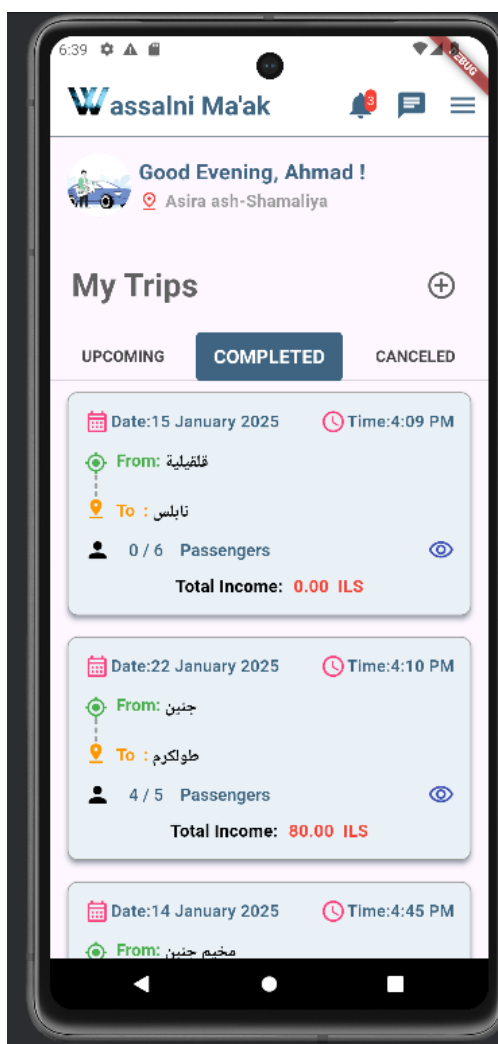 6:39
DEBUG
Wassalni Ma'ak
3
Good Evening, Ahmad !
Asira ash-Shamaliya
My Trips
UPCOMING COMPLETED CANCELED
Date:15 January 2025 Time:4:09 PM
From: قلقيلية
To : نابلس
0 / 6 Passengers
Total Income: 0.00 ILS
Date:22 January 2025 Time:4:10 PM
From: جنين
To : طولكرم
4 / 5 Passengers
Total Income: 80.00 ILS
Date:14 January 2025 Time:4:45 PM
From: مخيم جنين